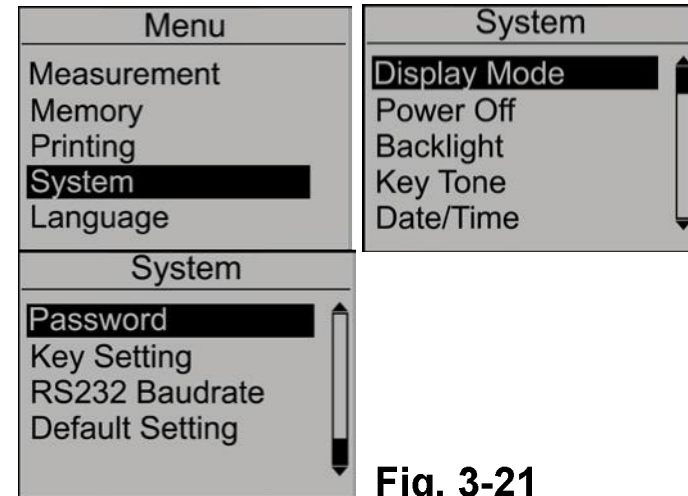 Menu
Measurement
Memory
Printing
System
Language
System
Display Mode
Power Off
Backlight
Key Tone
Date/Time
System
Password
Key Setting
RS232 Baudrate
Default Setting
Fig. 3-21